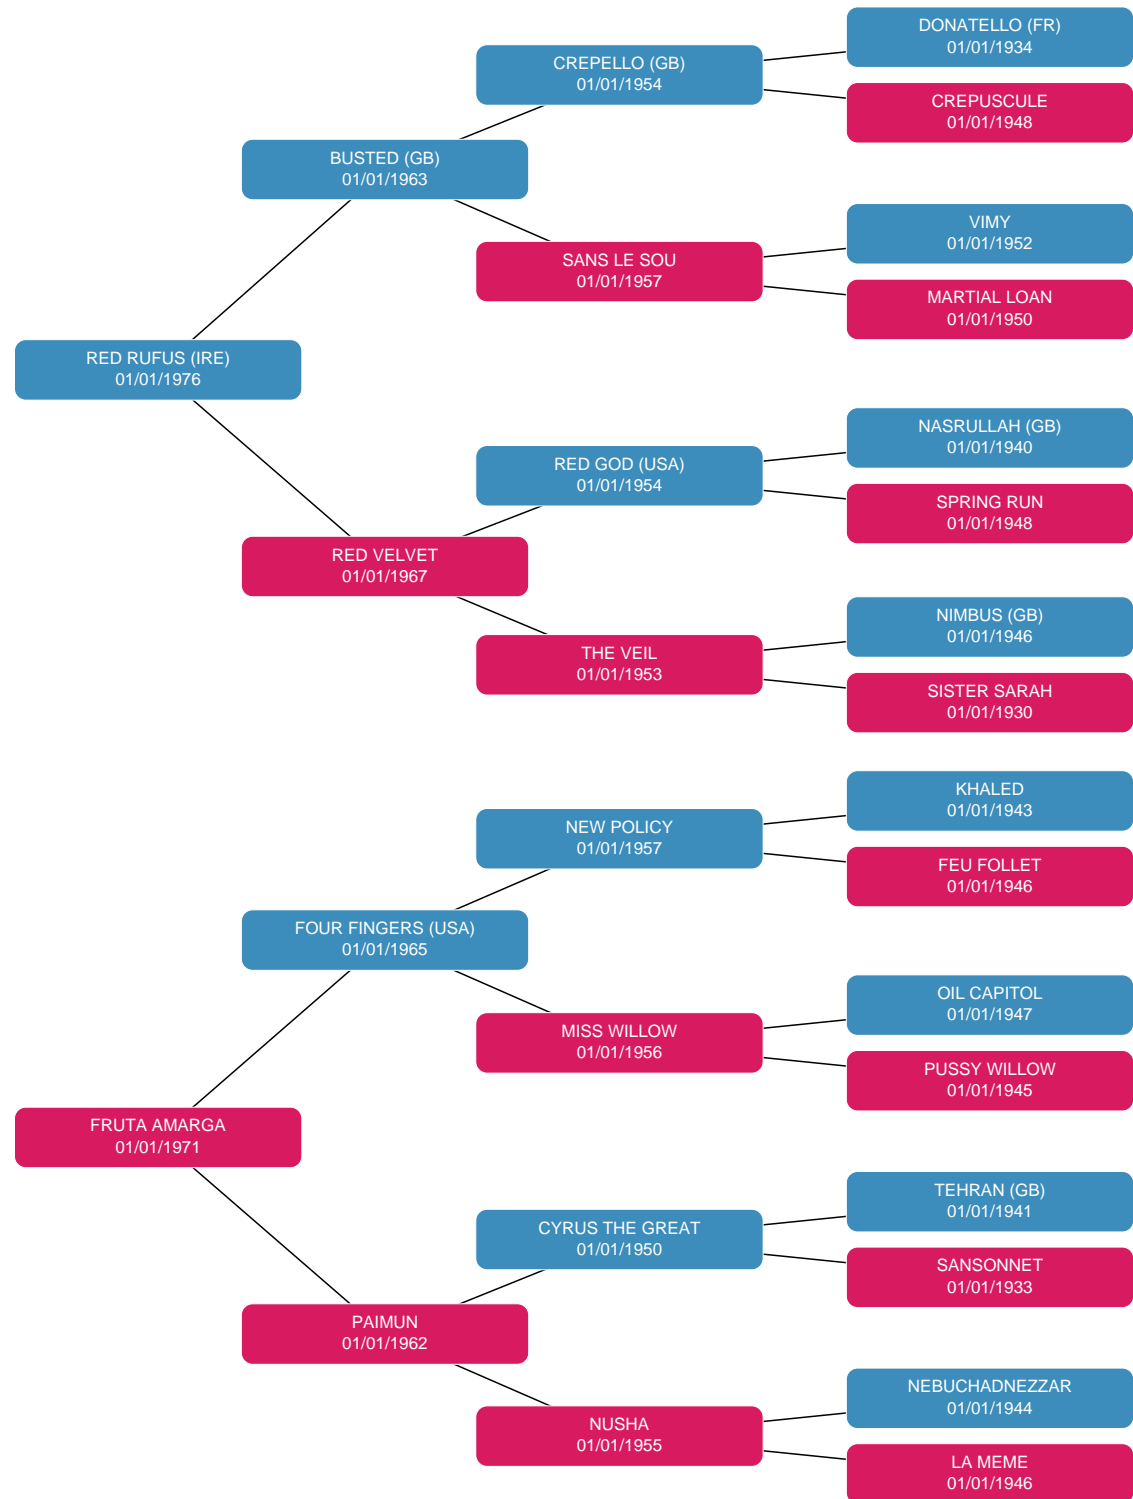 DONATELLO (FR)
01/01/1934
CREPELLO (GB)
01/01/1954
CREPUSCULE
01/01/1948
BUSTED (GB)
01/01/1963
VIMY
01/01/1952
SANS LE SOU
01/01/1957
MARTIAL LOAN
01/01/1950
RED RUFUS (IRE)
01/01/1976
NASRULLAH (GB)
01/01/1940
RED GOD (USA)
01/01/1954
SPRING RUN
01/01/1948
RED VELVET
01/01/1967
NIMBUS (GB)
01/01/1946
THE VEIL
01/01/1953
SISTER SARAH
01/01/1930
KHALED
01/01/1943
NEW POLICY
01/01/1957
FEU FOLLET
01/01/1946
FOUR FINGERS (USA)
01/01/1965
OIL CAPITOL
01/01/1947
MISS WILLOW
01/01/1956
PUSSY WILLOW
01/01/1945
FRUTA AMARGA
01/01/1971
TEHRAN (GB)
01/01/1941
CYRUS THE GREAT
01/01/1950
SANSONNET
01/01/1933
PAIMUN
01/01/1962
NEBUCHADNEZZAR
01/01/1944
NUSHA
01/01/1955
LA MEME
01/01/1946